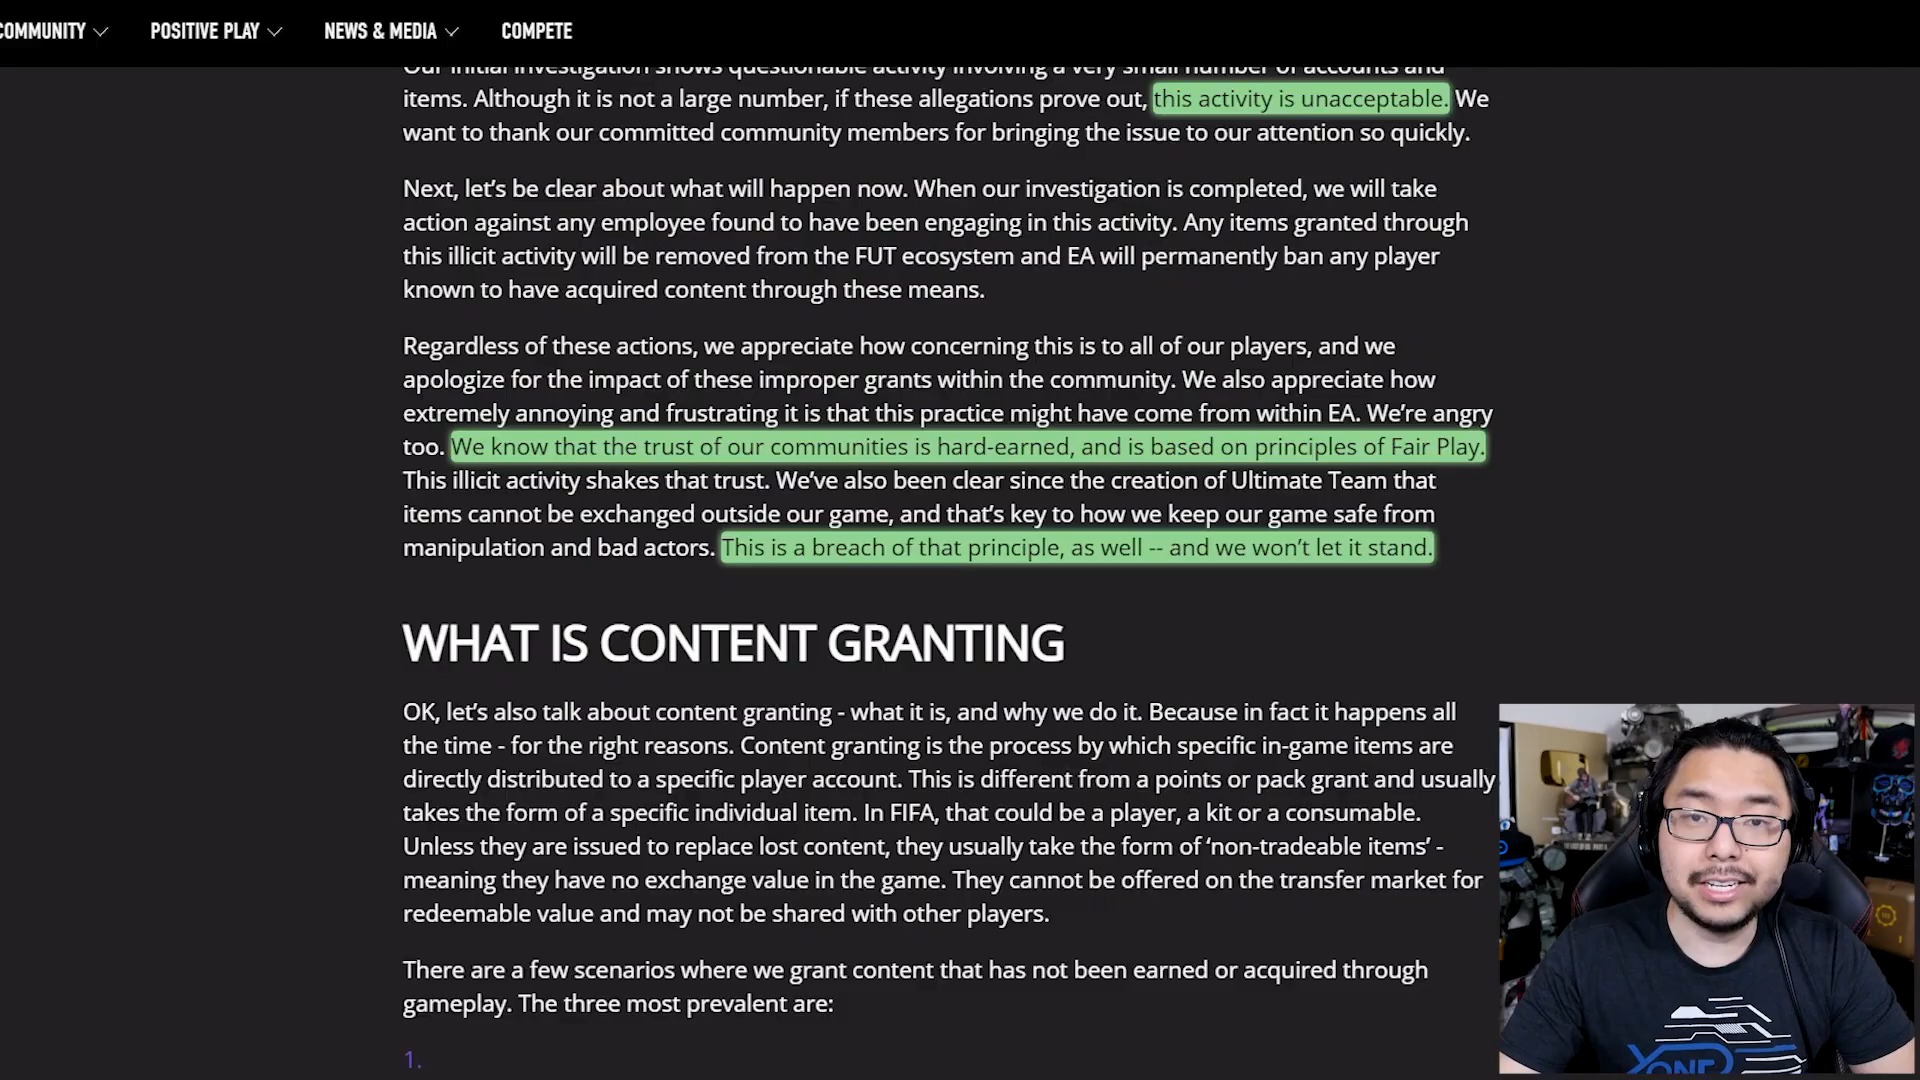 COMMUNITY
POSITIVE PLAY
NEWS & MEDIA
COMPETE
Our initial investigation shows questionable activity involving a very small number of accounts and
items. Although it is not a large number, if these allegations prove out, this activity is unacceptable. We
want to thank our committed community members for bringing the issue to our attention so quickly.
Next, let's be clear about what will happen now. When our investigation is completed, we will take
action against any employee found to have been engaging in this activity. Any items granted through
this illicit activity will be removed from the FUT ecosystem and EA will permanently ban any player
known to have acquired content through these means.
Regardless of these actions, we appreciate how concerning this is to all of our players, and we
apologize for the impact of these improper grants within the community. We also appreciate how
extremely annoying and frustrating it is that this practice might have come from within EA. We're angry
too. We know that the trust of our communities is hard-earned, and is based on principles of Fair Play.
This illicit activity shakes that trust. We've also been clear since the creation of Ultimate Team that
items cannot be exchanged outside our game, and that's key to how we keep our game safe from
manipulation and bad actors. This is a breach of that principle, as well -- and we won't let it stand.
WHAT IS CONTENT GRANTING
OK, let's also talk about content granting - what it is, and why we do it. Because in fact it happens all
the time - for the right reasons. Content granting is the process by which specific in-game items are
directly distributed to a specific player account. This is different from a points or pack grant and usually
takes the form of a specific individual item. In FIFA, that could be a player, a kit or a consumable.
Unless they are issued to replace lost content, they usually take the form of 'non-tradeable items' -
meaning they have no exchange value in the game. They cannot be offered on the transfer market for
redeemable value and may not be shared with other players.
There are a few scenarios where we grant content that has not been earned or acquired through
gameplay. The three most prevalent are:
1.